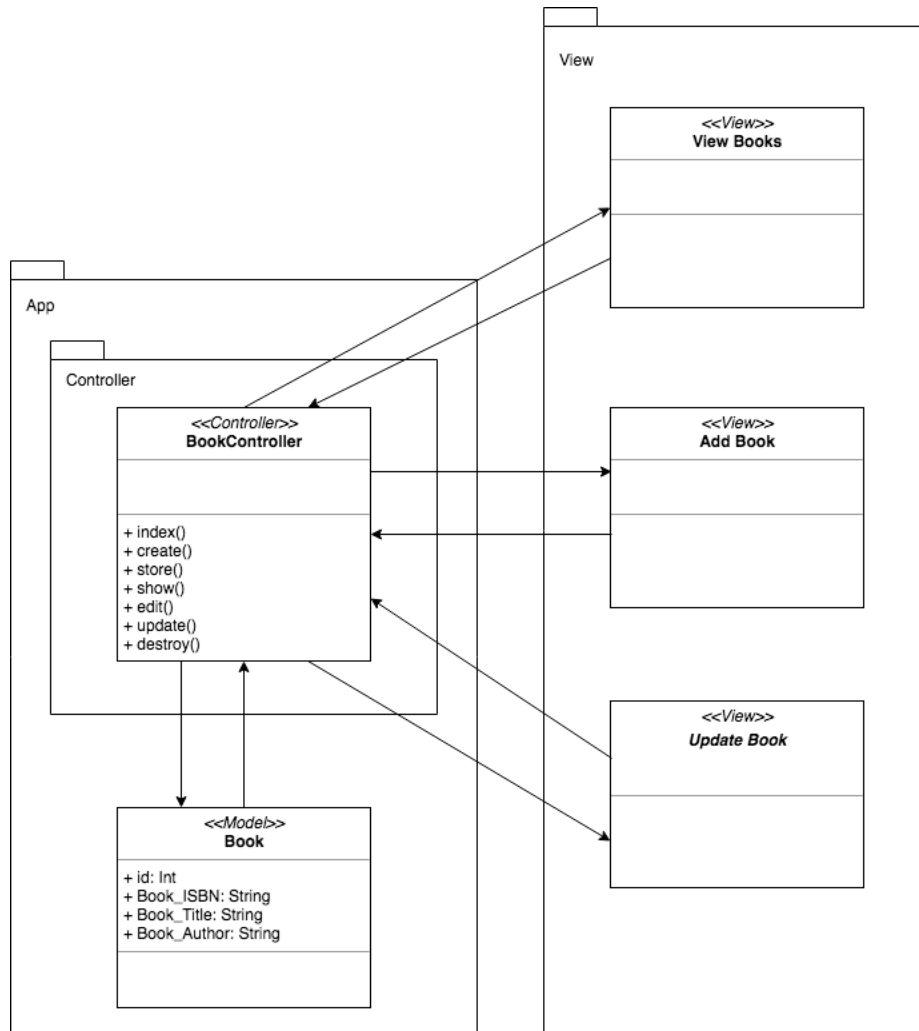 View
<<View>>
View Books
App
Controller
<<Controller>>
BookController
+ index()
+ create()
+ store()
+ show()
+ edit()
+ update()
+ destroy()
<<View>>
Add Book
<<View>>
Update Book
<<Model>>
Book
+ id: Int
+ Book_ISBN: String
+ Book_Title: String
+ Book_Author: String